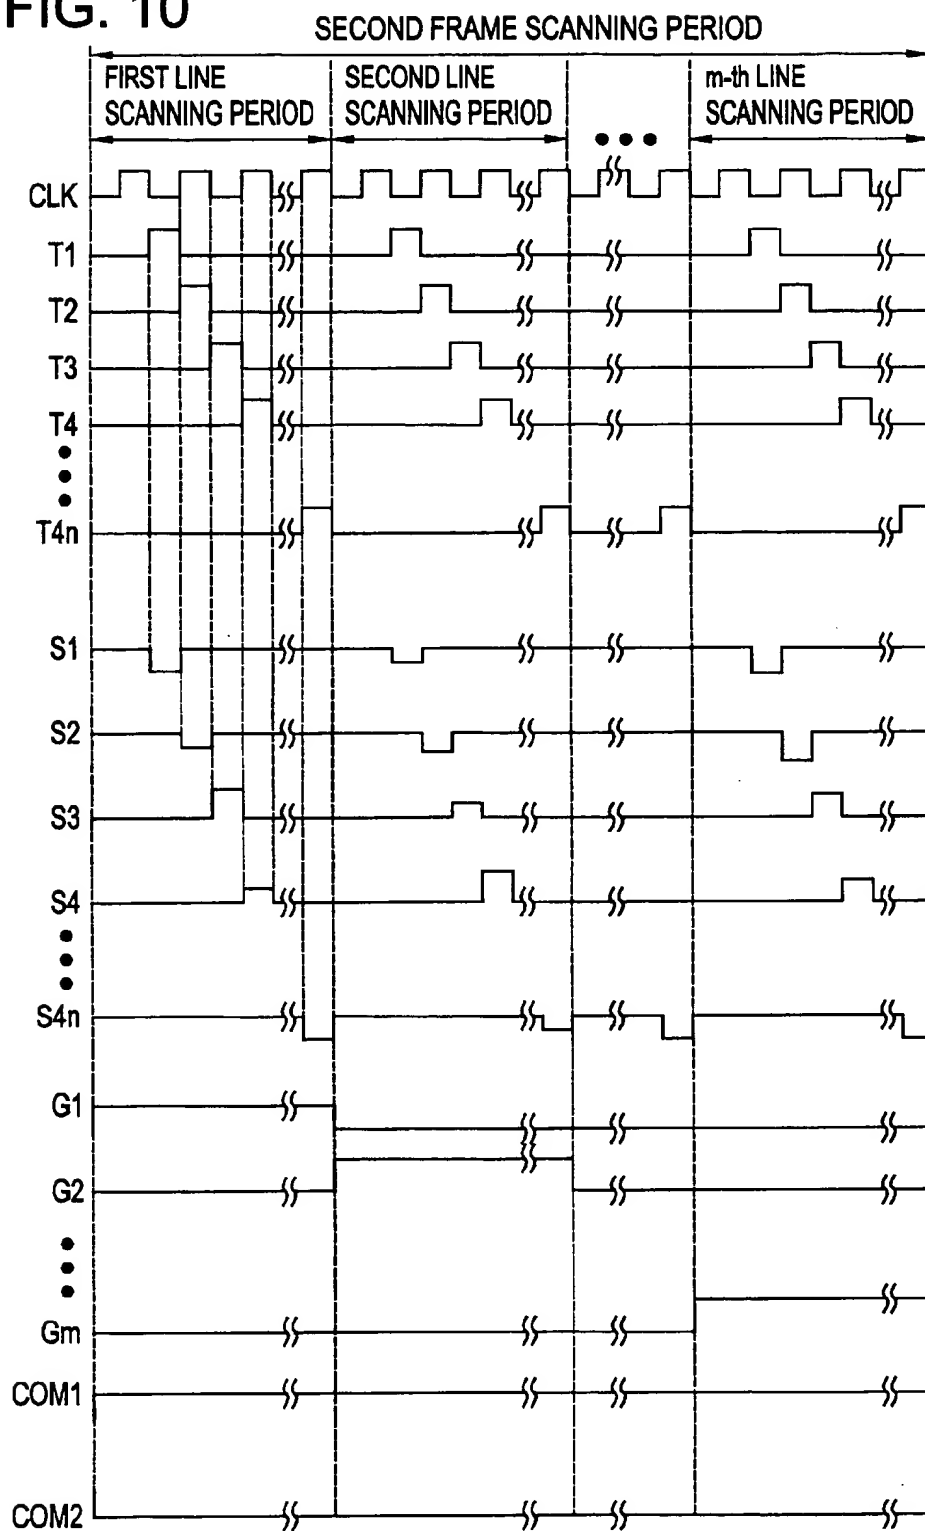 FIG. 10
SECOND FRAME SCANNING PERIOD
FIRST LINE
SCANNING PERIOD
SECOND LINE
SCANNING PERIOD
m-th LINE
SCANNING PERIOD
CLK
T1
T2
T3
T4
T4n
S1
S2
S3
S4
S4n
G1
G2
Gm
COM1
COM2